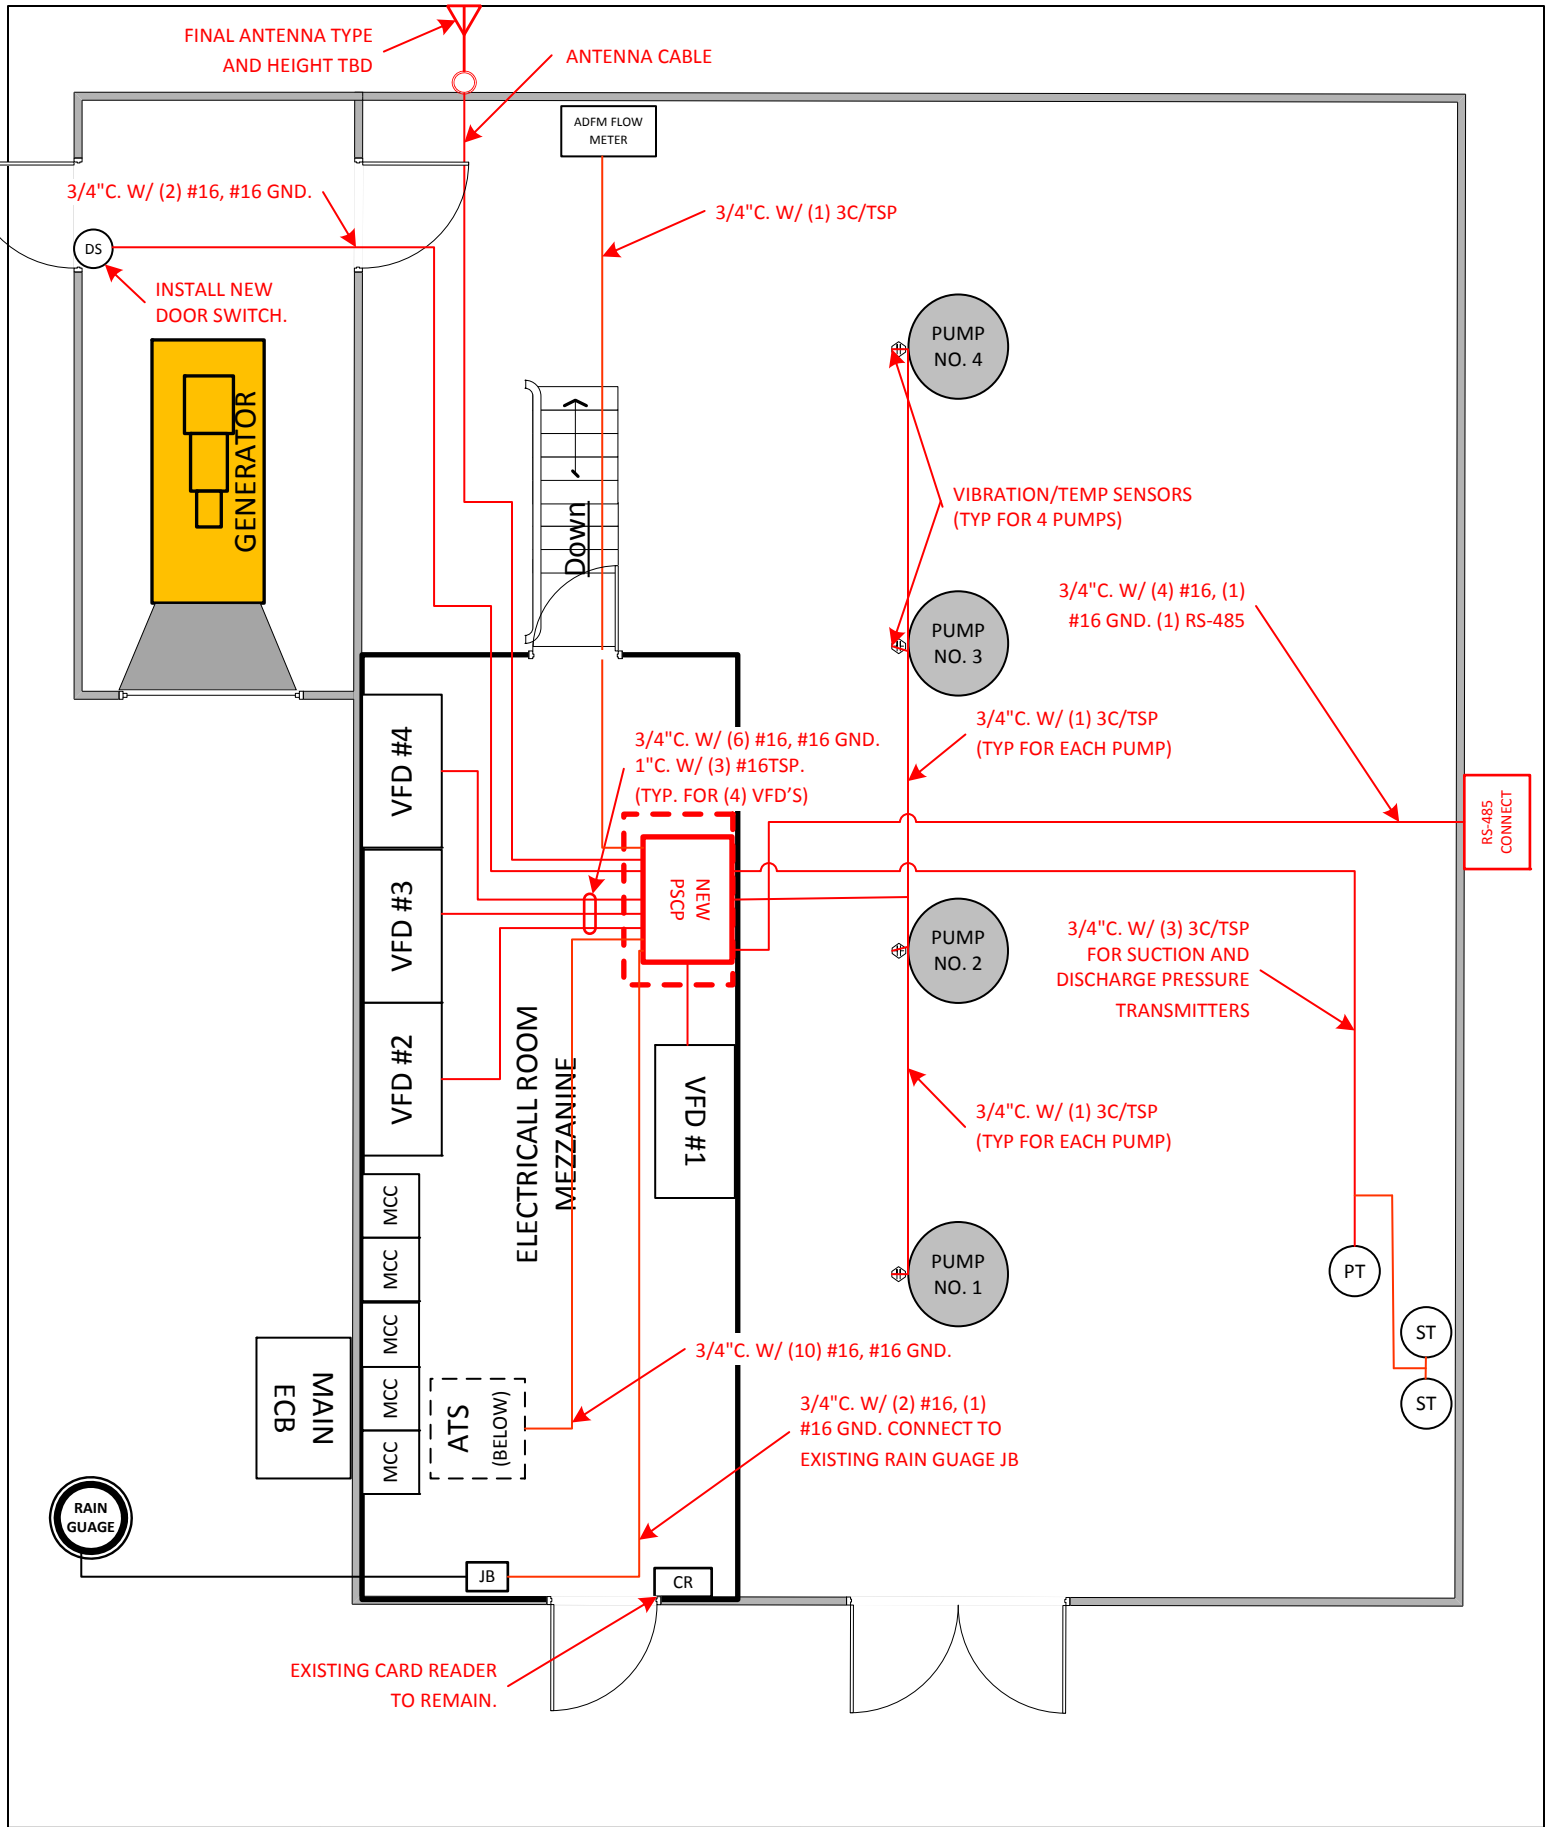 FINAL ANTENNA TYPE
AND HEIGHT TBD
ANTENNA CABLE
ADFM FLOW
METER
3/4"C. W/ (2) #16, #16 GND.
3/4"C. W/ (1) 3C/TSP
DS
INSTALL NEW
DOOR SWITCH.
GENERATOR
Down
PUMP
NO. 4
VIBRATION/TEMP SENSORS
(TYP FOR 4 PUMPS)
3/4"C. W/ (4) #16, (1)
#16 GND. (1) RS-485
PUMP
NO. 3
3/4"C. W/ (1) 3C/TSP
(TYP FOR EACH PUMP)
VFD #4
3/4"C. W/ (6) #16, #16 GND.
1"C. W/ (3) #16TSP.
(TYP. FOR (4) VFD'S)
RS-485
CONNECT
VFD #3
NEW
PSCP
PUMP
NO. 2
3/4"C. W/ (3) 3C/TSP
FOR SUCTION AND
DISCHARGE PRESSURE
TRANSMITTERS
VFD #2
ELECTRICALL ROOM
MEZZANINE
VFD #1
3/4"C. W/ (1) 3C/TSP
(TYP FOR EACH PUMP)
MCC
MCC
MCC
MCC
MCC
PUMP
NO. 1
PT
ST
ST
MAIN
ECB
ATS
(BELOW)
3/4"C. W/ (10) #16, #16 GND.
3/4"C. W/ (2) #16, (1)
#16 GND. CONNECT TO
EXISTING RAIN GUAGE JB
RAIN
GUAGE
JB
CR
EXISTING CARD READER
TO REMAIN.